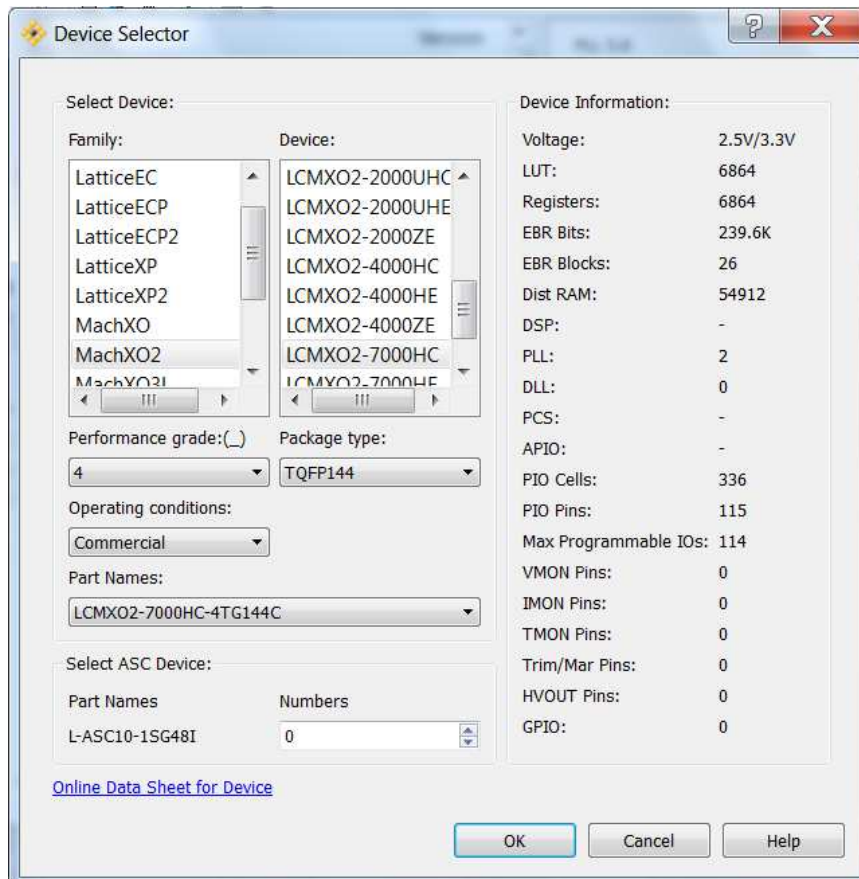 Device Selector
Select Device:
Family:
LatticeEC
LatticeECP
LatticeECP2
LatticeXP
LatticeXP2
MachXO
MachXO2
MachXO3L
Device:
LCMXO2-2000UHC
LCMXO2-2000UHE
LCMXO2-2000ZE
LCMXO2-4000HC
LCMXO2-4000HE
LCMXO2-4000ZE
LCMXO2-7000HC
LCMXO2-7000HE
Performance grade:(_)
4
Package type:
TQFP144
Operating conditions:
Commercial
Part Names:
LCMXO2-7000HC-4TG144C
Select ASC Device:
Part Names Numbers
L-ASC10-1SG48I 0
Online Data Sheet for Device
Device Information:
Voltage: 2.5V/3.3V
LUT: 6864
Registers: 6864
EBR Bits: 239.6K
EBR Blocks: 26
Dist RAM: 54912
DSP: -
PLL: 2
DLL: 0
PCS: -
APIO: -
PIO Cells: 336
PIO Pins: 115
Max Programmable IOs: 114
VMON Pins: 0
IMON Pins: 0
TMON Pins: 0
Trim/Mar Pins: 0
HVOUT Pins: 0
GPIO: 0
OK Cancel Help